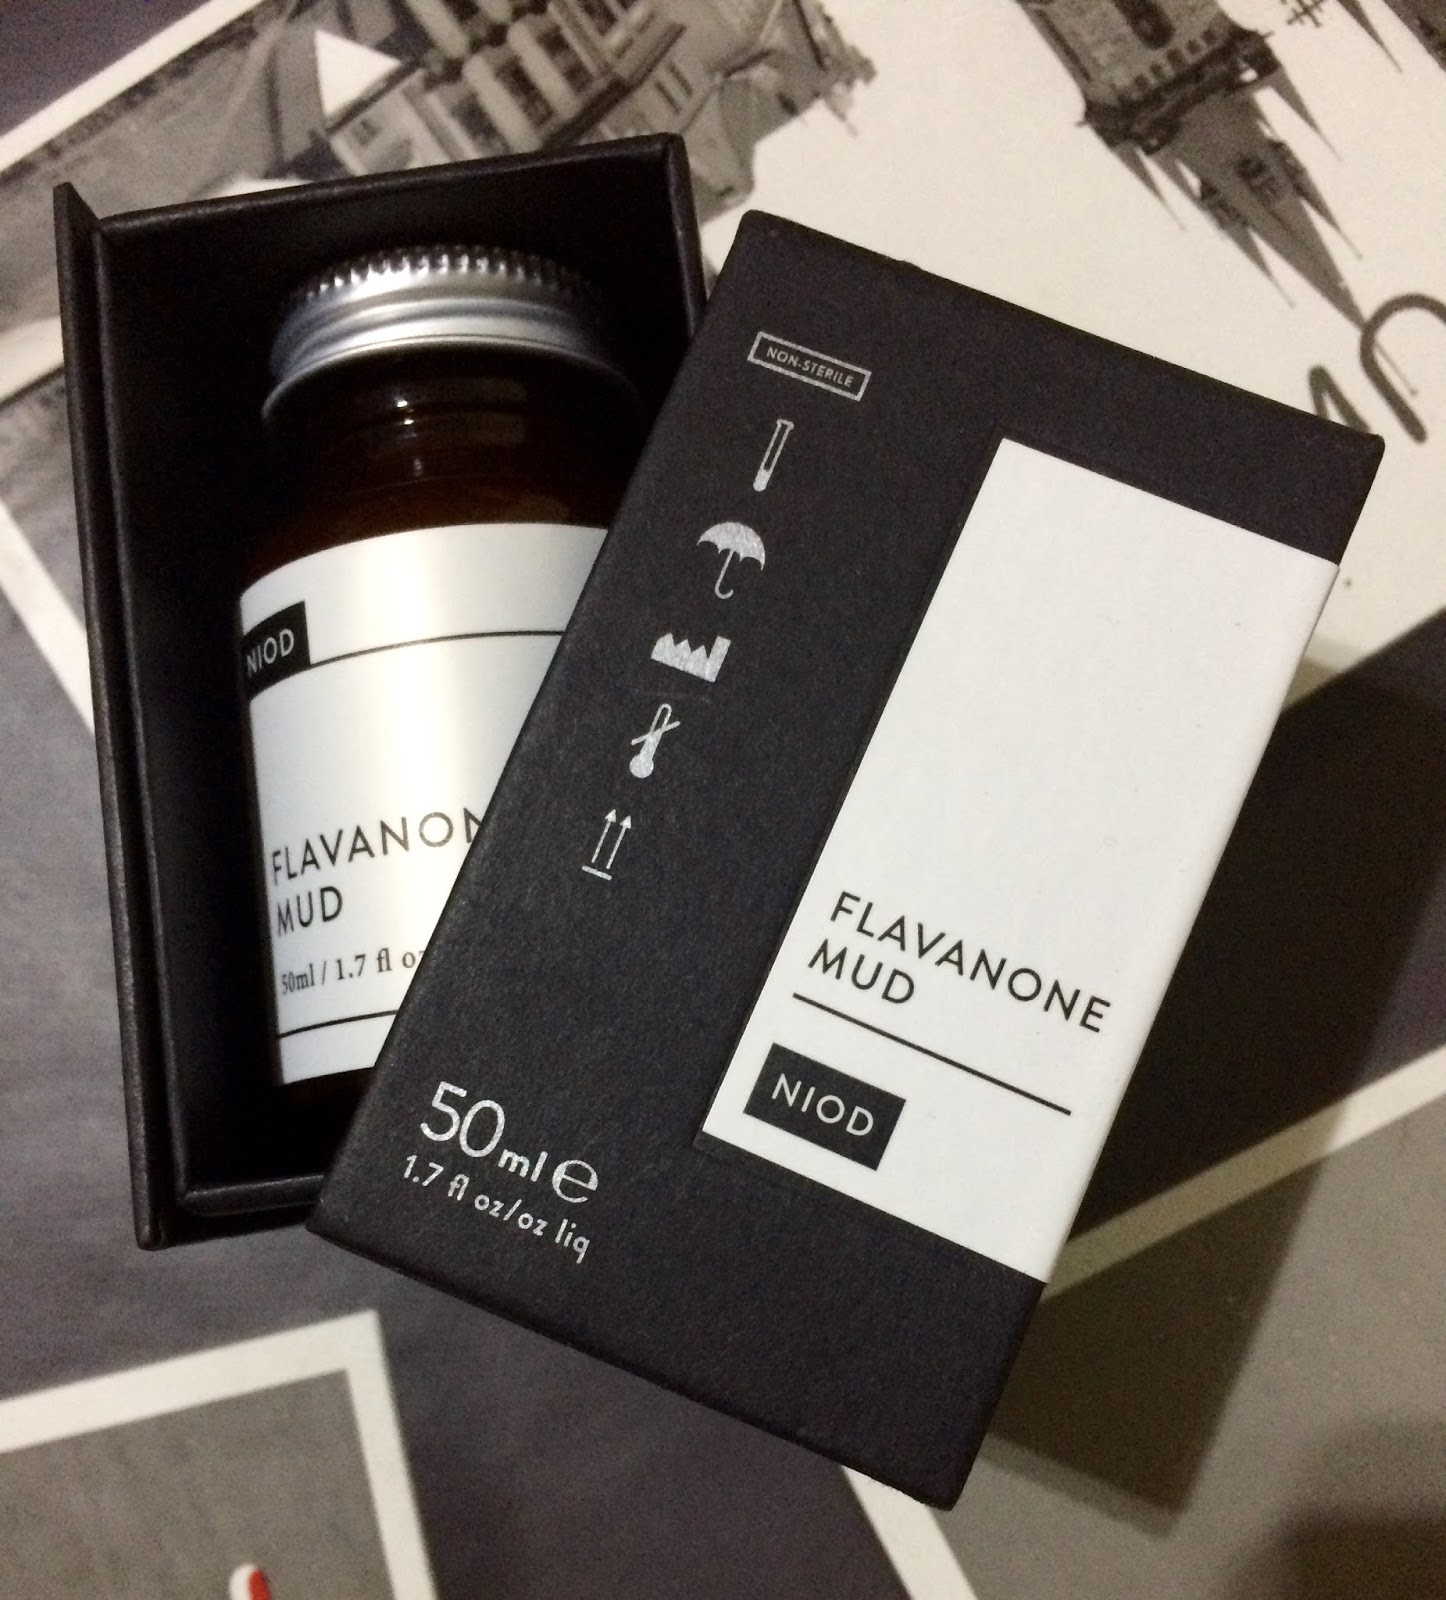 NIOD
FLAVANON
MUD
50ml / 1.7 fl oz
NON-STERILE
FLAVANONE
MUD
NIOD
50ml e
1.7 fl oz/oz liq